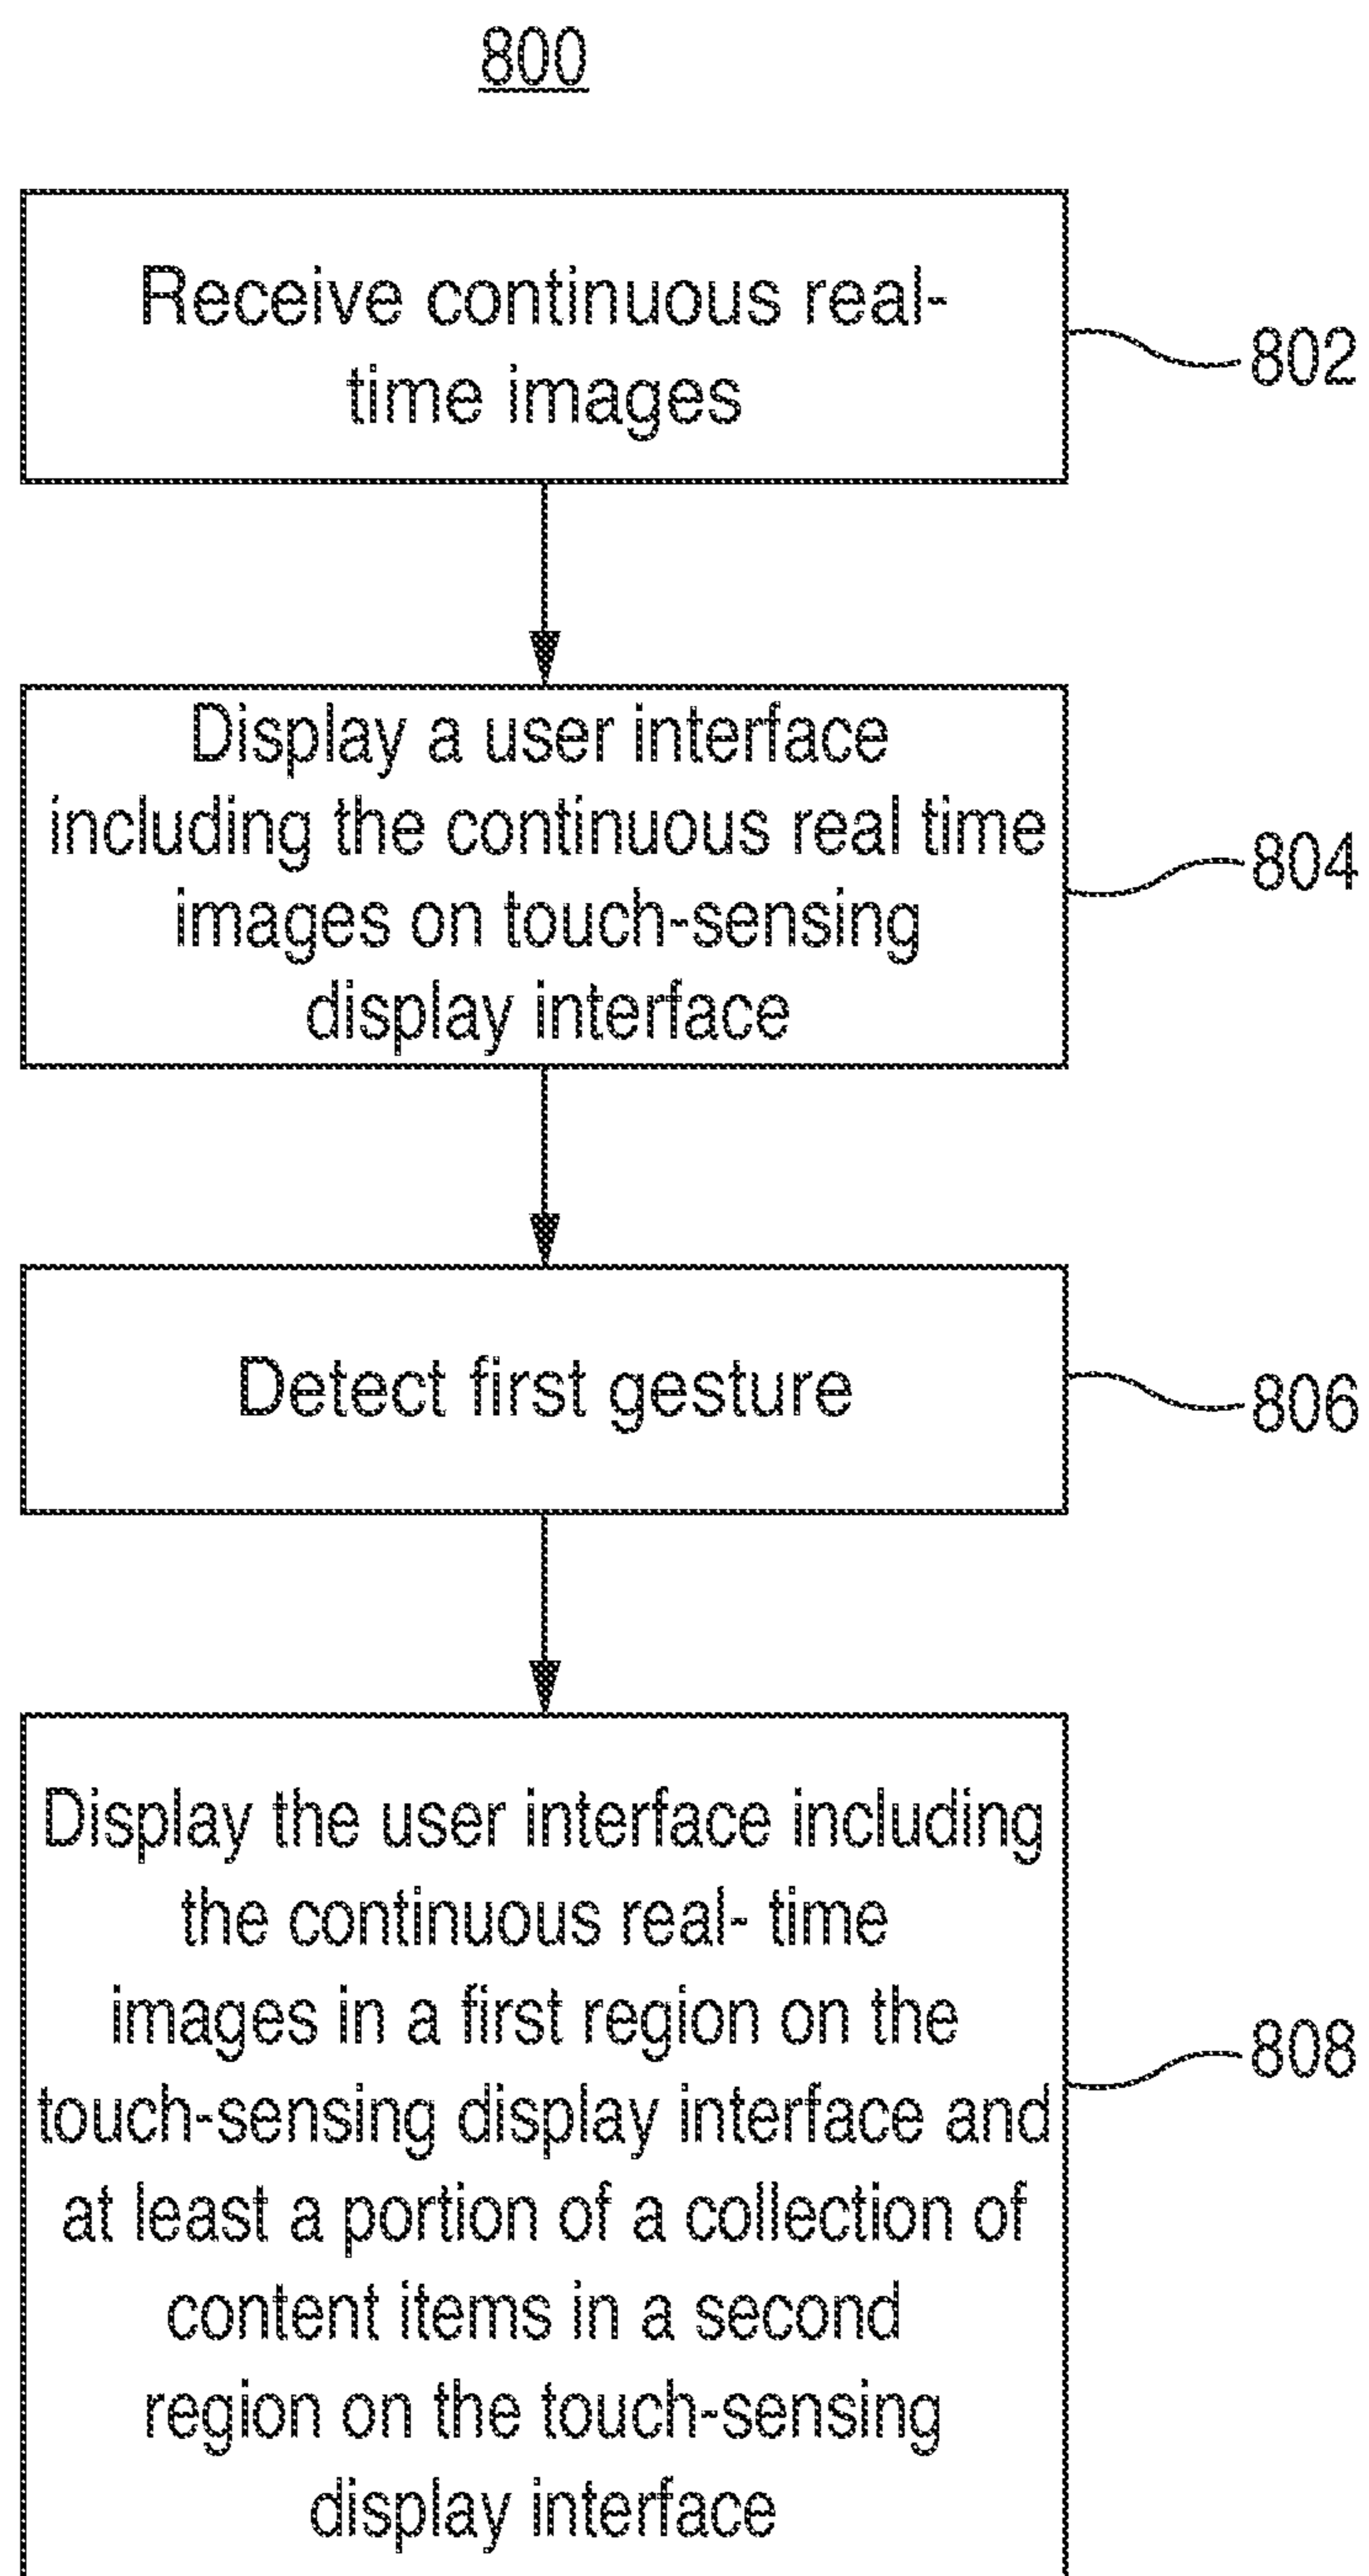 800
Receive continuous real-
time images
802
Display a user interface
including the continuous real time
images on touch-sensing
display interface
804
Detect first gesture
806
Display the user interface including
the continuous real- time
images in a first region on the
touch-sensing display interface and
at least a portion of a collection of
content items in a second
region on the touch-sensing
display interface
808